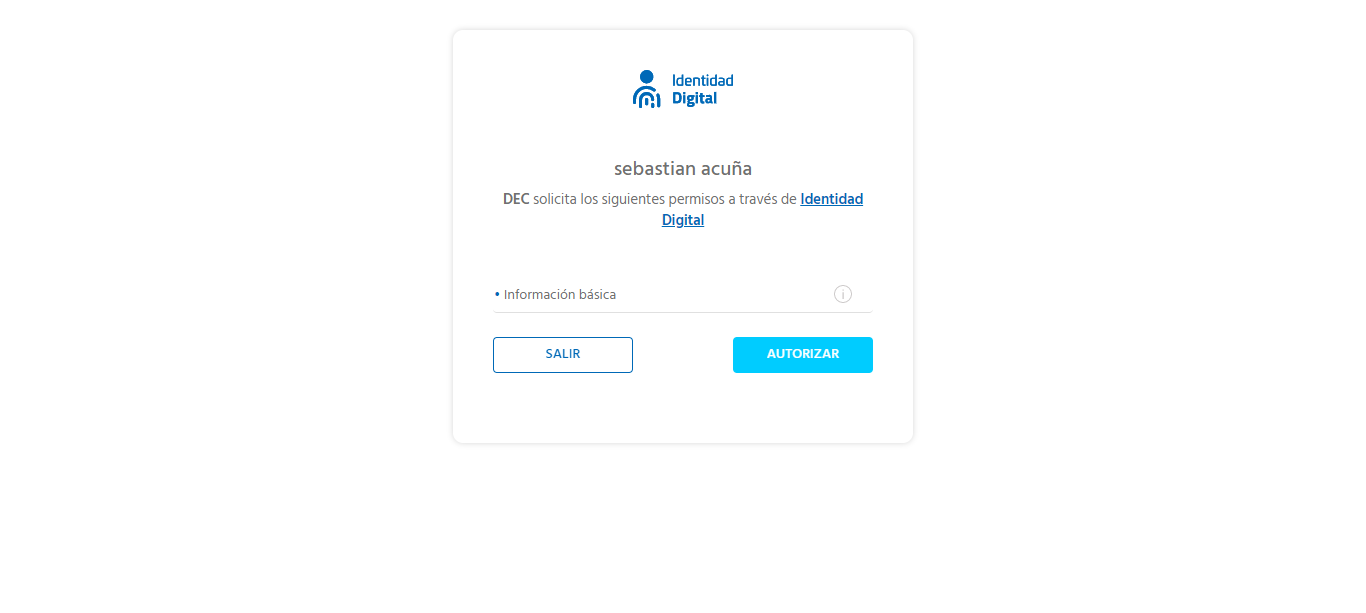 Identidad
Digital
sebastian acuña
DEC solicita los siguientes permisos a través de Identidad
Digital
• Información básica
SALIR
AUTORIZAR